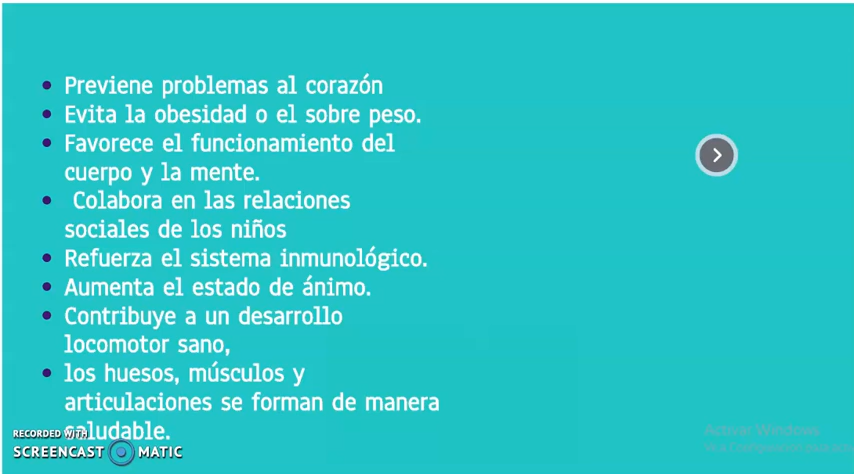 Previene problemas al corazón
Evita la obesidad o el sobre peso.
Favorece el funcionamiento del
cuerpo y la mente.
Colabora en las relaciones
sociales de los niños
Refuerza el sistema inmunológico.
Aumenta el estado de ánimo.
Contribuye a un desarrollo
locomotor sano,
los huesos, músculos y
articulaciones se forman de manera
saludable.
RECORDED WITH
SCREENCAST MATIC
Activar Windows